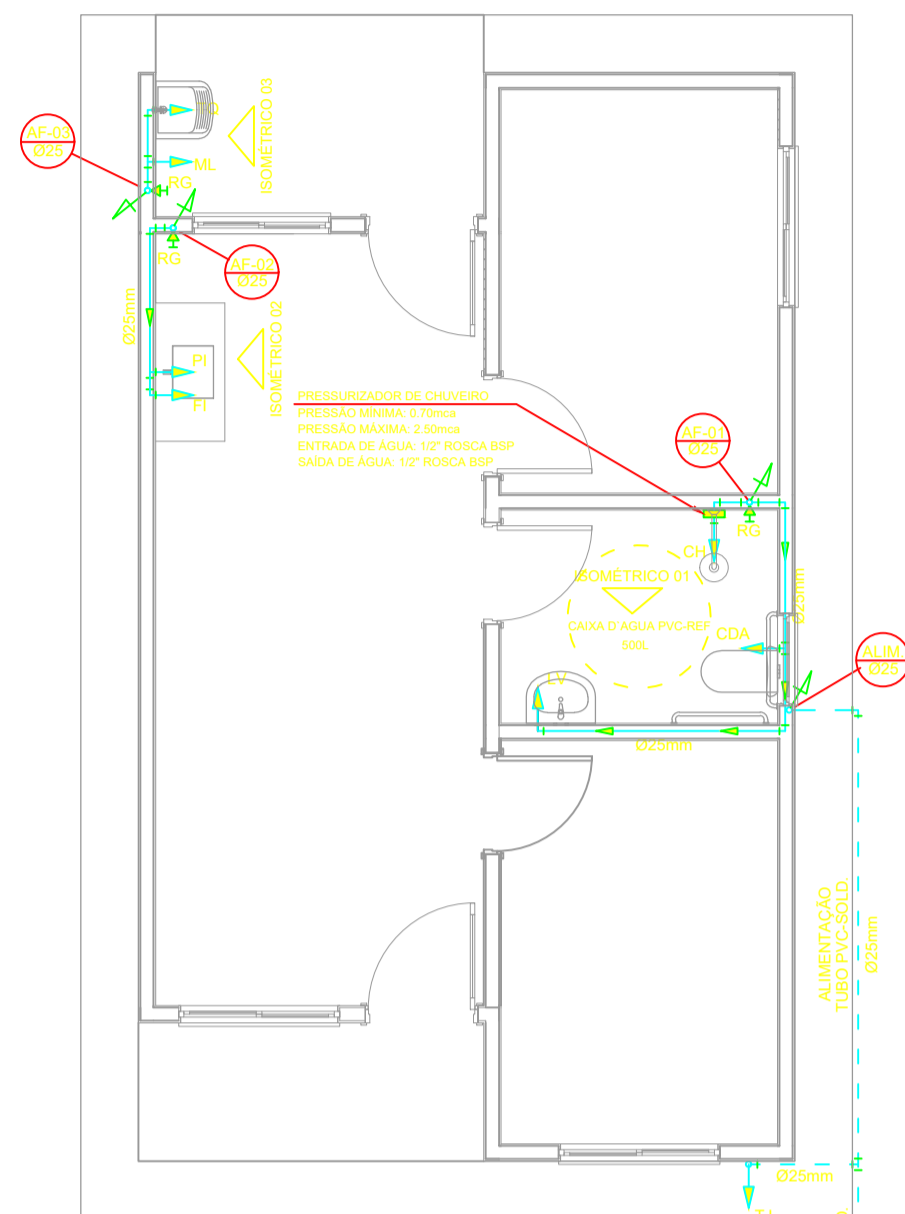 AF-03
Ø25
ISOMÉTRICO 03
ML
RG
RG
AF-02
Ø25
Ø25mm
ISOMÉTRICO 02
PI
FI
PRESSURIZADOR DE CHUVEIRO
PRESSÃO MÍNIMA: 0.70mca
PRESSÃO MÁXIMA: 2.50mca
ENTRADA DE ÁGUA: 1/2" ROSCA BSP
SAÍDA DE ÁGUA: 1/2" ROSCA BSP
AF-01
Ø25
RG
CH
ISOMÉTRICO 01
Ø25mm
CAIXA D`AGUA PVC-REF
500L
CDA
ALIM.
Ø25
LV
Ø25mm
ALIMENTAÇÃO
TUBO PVC-SOLD.
Ø25mm
Ø25mm